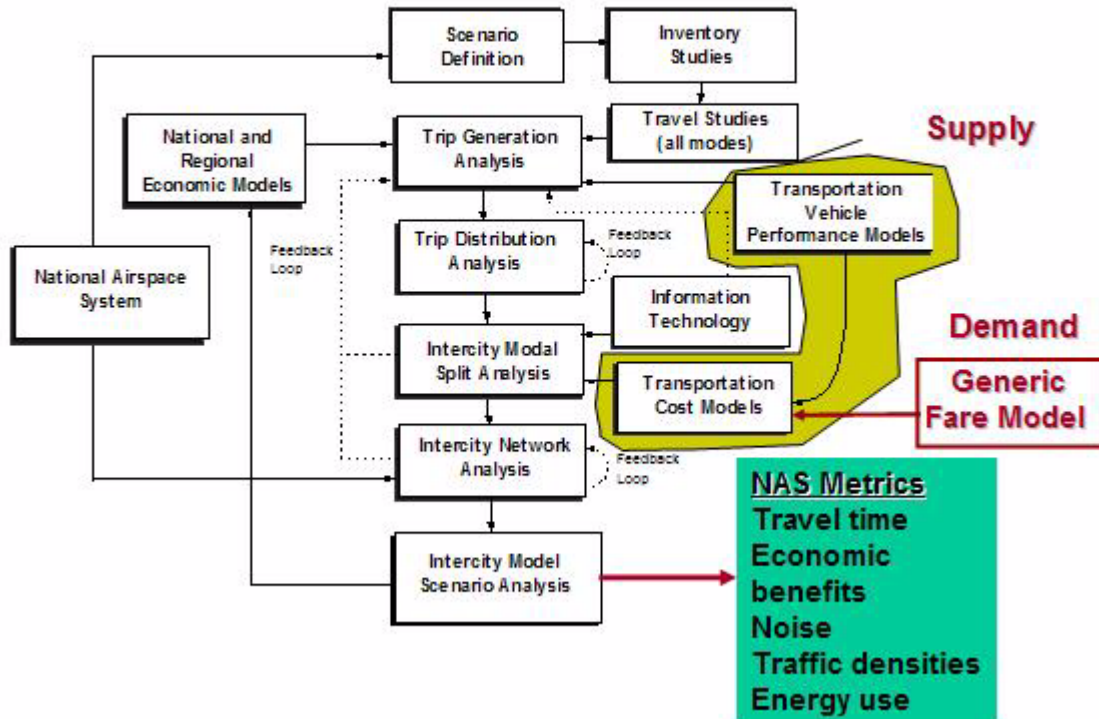 Scenario
Definition
Inventory
Studies
National and
Regional
Economic Models
Trip Generation
Analysis
Travel Studies
(all modes)
Supply
Transportation
Vehicle
Performance Models
Feedback
Loop
Trip Distribution
Analysis
Feedback
Loop
National Airspace
System
Information
Technology
Demand
Intercity Modal
Split Analysis
Transportation
Cost Models
Generic
Fare Model
Intercity Network
Analysis
Feedback
Loop
NAS Metrics
Travel time
Economic
benefits
Noise
Traffic densities
Energy use
Intercity Model
Scenario Analysis